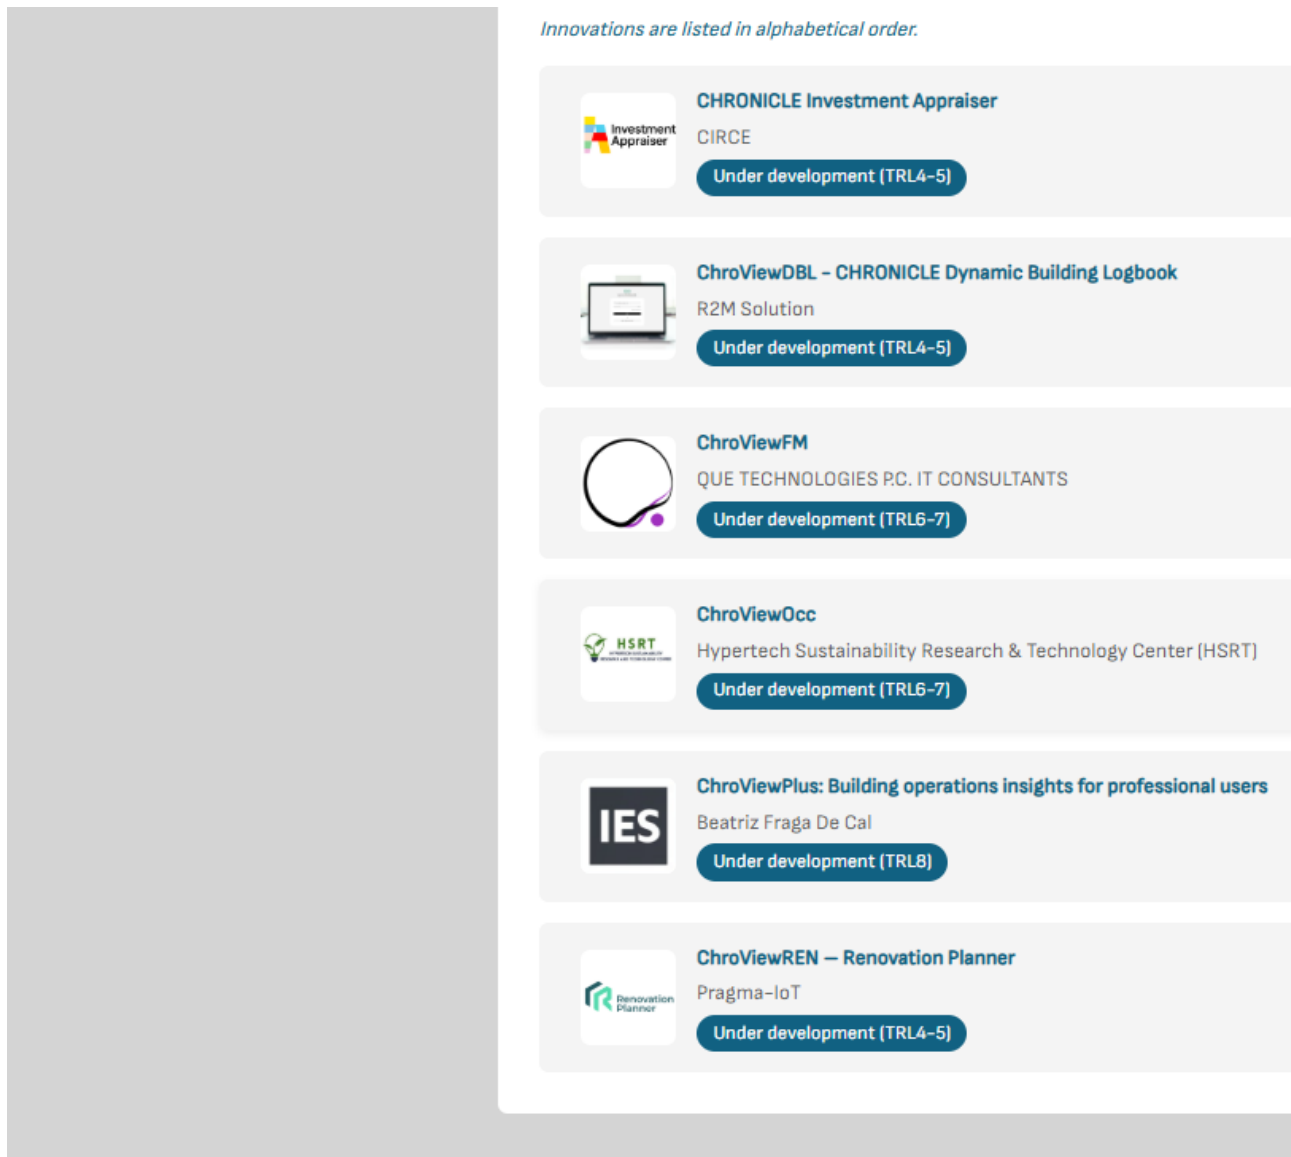 Innovations are listed in alphabetical order.
Investment
Appraiser
CHRONICLE Investment Appraiser
CIRCE
Under development (TRL4-5)
ChroViewDBL - CHRONICLE Dynamic Building Logbook
R2M Solution
Under development (TRL4-5)
ChroViewFM
QUE TECHNOLOGIES P.C. IT CONSULTANTS
Under development (TRL6-7)
HSRT
ChroViewOcc
Hypertech Sustainability Research & Technology Center (HSRT)
Under development (TRL6-7)
IES
ChroViewPlus: Building operations insights for professional users
Beatriz Fraga De Cal
Under development (TRL8)
Renovation
Planner
ChroViewREN – Renovation Planner
Pragma-IoT
Under development (TRL4-5)